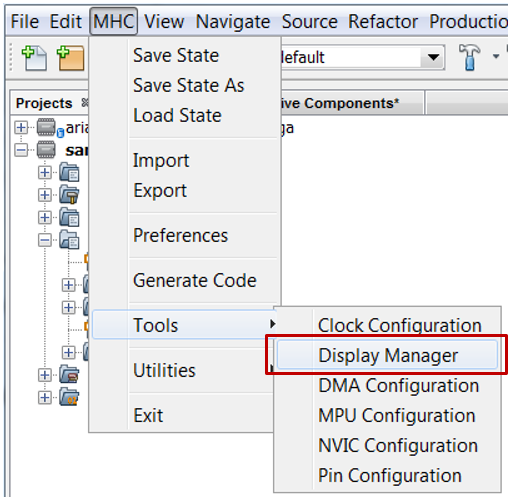 File Edit MHC View Navigate Source Refactor Productio
Save State
Save State As
Load State
Import
Export
Preferences
Generate Code
Tools
Utilities
Exit
Clock Configuration
Display Manager
DMA Configuration
MPU Configuration
NVIC Configuration
Pin Configuration
default
Projects
ive Components*
aria
ga
sa